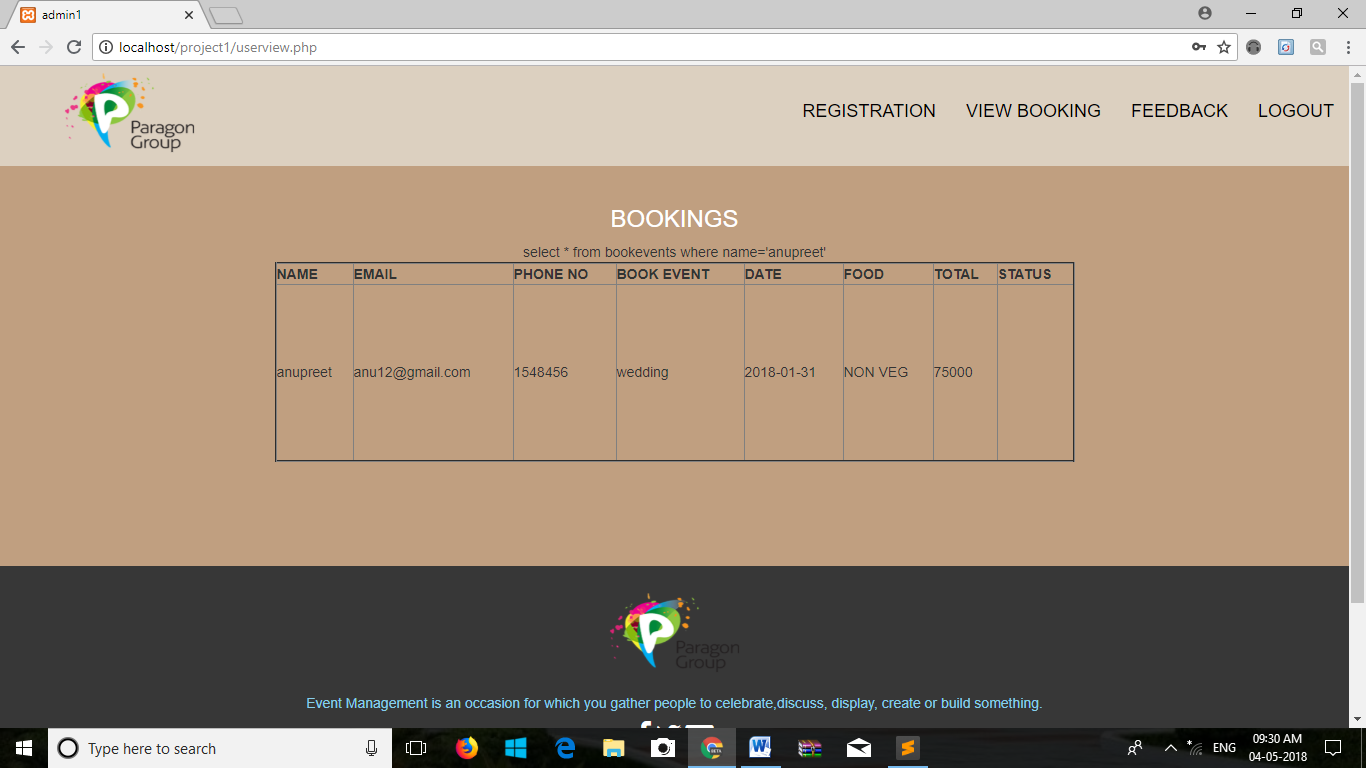 admin1
localhost/project1/userview.php
Paragon
Group
REGISTRATION VIEW BOOKING FEEDBACK LOGOUT
BOOKINGS
select * from bookevents where name='anupreet'
NAME EMAIL PHONE NO BOOK EVENT DATE FOOD TOTAL STATUS
anupreet anu12@gmail.com 1548456 wedding 2018-01-31 NON VEG 75000
Paragon
Group
Event Management is an occasion for which you gather people to celebrate,discuss, display, create or build something.
Type here to search
ENG
09:30 AM
04-05-2018